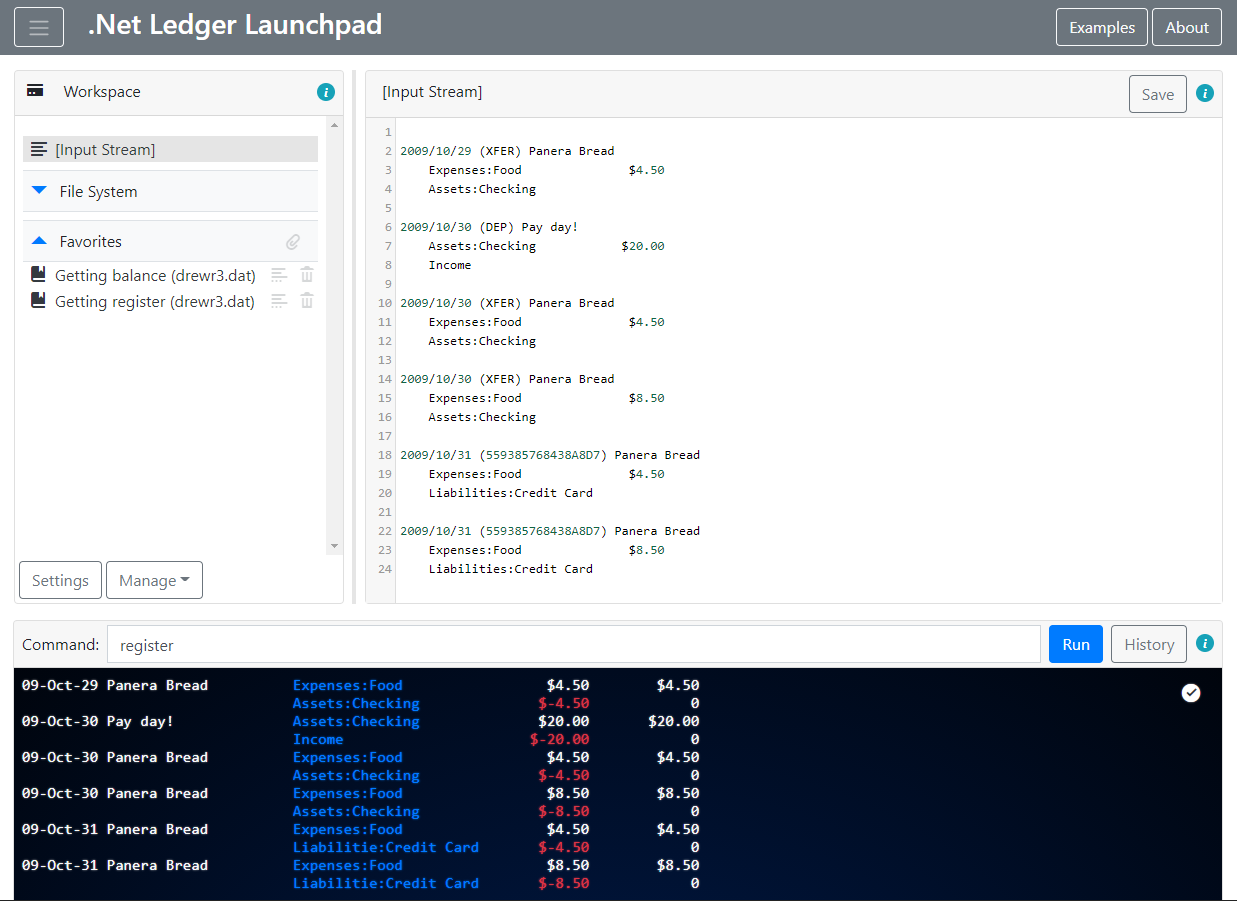 .Net Ledger Launchpad
Examples
About
Workspace
[Input Stream]
File System
Favorites
Getting balance (drewr3.dat)
Getting register (drewr3.dat)
Settings
Manage
[Input Stream]
Save
1
2 2009/10/29 (XFER) Panera Bread
3 Expenses:Food $4.50
4 Assets:Checking
5
6 2009/10/30 (DEP) Pay day!
7 Assets:Checking $20.00
8 Income
9
10 2009/10/30 (XFER) Panera Bread
11 Expenses:Food $4.50
12 Assets:Checking
13
14 2009/10/30 (XFER) Panera Bread
15 Expenses:Food $8.50
16 Assets:Checking
17
18 2009/10/31 (559385768438A8D7) Panera Bread
19 Expenses:Food $4.50
20 Liabilities:Credit Card
21
22 2009/10/31 (559385768438A8D7) Panera Bread
23 Expenses:Food $8.50
24 Liabilities:Credit Card
Command: register
Run
History
09-Oct-29 Panera Bread Expenses:Food $4.50 $4.50
Assets:Checking $-4.50 0
09-Oct-30 Pay day! Assets:Checking $20.00 $20.00
Income $-20.00 0
09-Oct-30 Panera Bread Expenses:Food $4.50 $4.50
Assets:Checking $-4.50 0
09-Oct-30 Panera Bread Expenses:Food $8.50 $8.50
Assets:Checking $-8.50 0
09-Oct-31 Panera Bread Expenses:Food $4.50 $4.50
Liabilitie:Credit Card $-4.50 0
09-Oct-31 Panera Bread Expenses:Food $8.50 $8.50
Liabilitie:Credit Card $-8.50 0